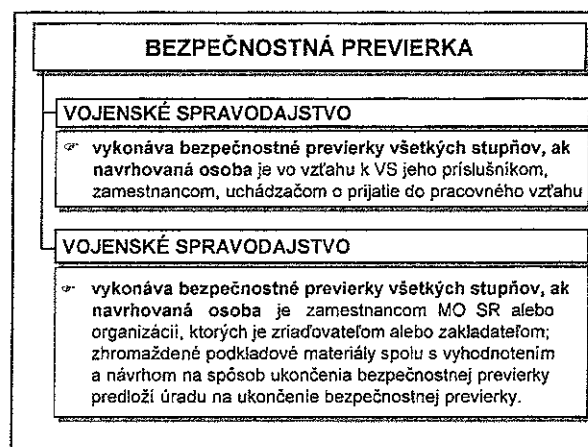 BEZPEČNOSTNÁ PREVIERKA
VOJENSKÉ SPRAVODAJSTVO
☞ vykonáva bezpečnostné previerky všetkých stupňov, ak
navrhovaná osoba je vo vzťahu k VS jeho príslušníkom,
zamestnancom, uchádzačom o prijatie do pracovného vzťahu
VOJENSKÉ SPRAVODAJSTVO
☞ vykonáva bezpečnostné previerky všetkých stupňov, ak
navrhovaná osoba je zamestnancom MO SR alebo
organizácií, ktorých je zriaďovateľom alebo zakladateľom;
zhromaždené podkladové materiály spolu s vyhodnotením
a návrhom na spôsob ukončenia bezpečnostnej previerky
predloží úradu na ukončenie bezpečnostnej previerky.